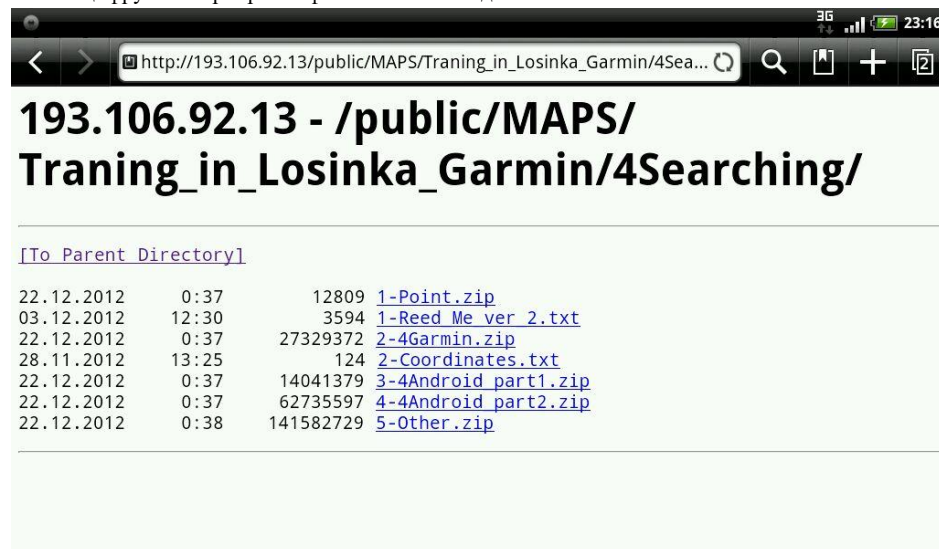 3G
23:16
http://193.106.92.13/public/MAPS/Traning_in_Losinka_Garmin/4Sea...
2
193.106.92.13 - /public/MAPS/
Traning_in_Losinka_Garmin/4Searching/
[To Parent Directory]
22.12.2012 0:37 12809 1-Point.zip
03.12.2012 12:30 3594 1-Reed Me ver 2.txt
22.12.2012 0:37 27329372 2-4Garmin.zip
28.11.2012 13:25 124 2-Coordinates.txt
22.12.2012 0:37 14041379 3-4Android part1.zip
22.12.2012 0:37 62735597 4-4Android part2.zip
22.12.2012 0:38 141582729 5-Other.zip